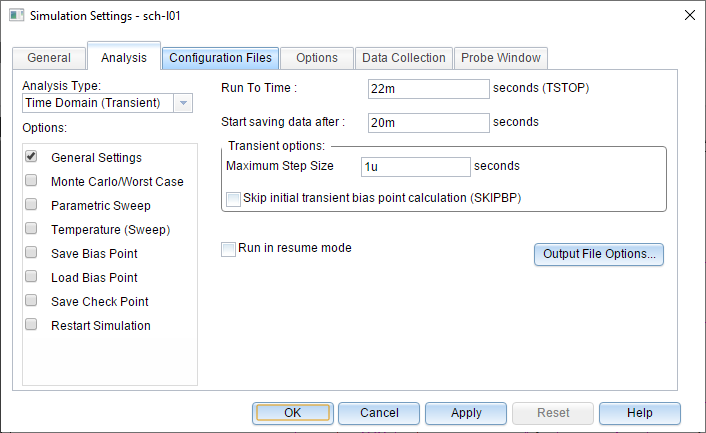 Simulation Settings - sch-I01
General Analysis Configuration Files Options Data Collection Probe Window
Analysis Type:
Time Domain (Transient)
Options:
General Settings
Monte Carlo/Worst Case
Parametric Sweep
Temperature (Sweep)
Save Bias Point
Load Bias Point
Save Check Point
Restart Simulation
Run To Time : 22m seconds (TSTOP)
Start saving data after : 20m seconds
Transient options:
Maximum Step Size 1u seconds
Skip initial transient bias point calculation (SKIPBP)
Run in resume mode
Output File Options...
OK Cancel Apply Reset Help